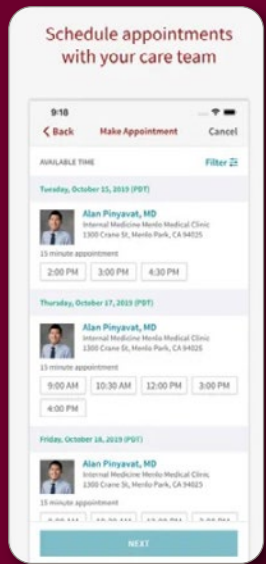 Schedule appointments
with your care team
9:18
Back Make Appointment Cancel
AVAILABLE TIME Filter
Tuesday, October 15, 2019 (PDT)
Alan Pinyavat, MD
Internal Medicine Menlo Medical Clinic
1300 Crane St, Menlo Park, CA 94025
15 minute appointment
2:00 PM 3:00 PM 4:30 PM
Thursday, October 17, 2019 (PDT)
Alan Pinyavat, MD
Internal Medicine Menlo Medical Clinic
1300 Crane St, Menlo Park, CA 94025
15 minute appointment
9:00 AM 10:30 AM 12:00 PM 3:00 PM
4:00 PM
Friday, October 18, 2019 (PDT)
Alan Pinyavat, MD
Internal Medicine Menlo Medical Clinic
1300 Crane St, Menlo Park, CA 94025
15 minute appointment
NEXT